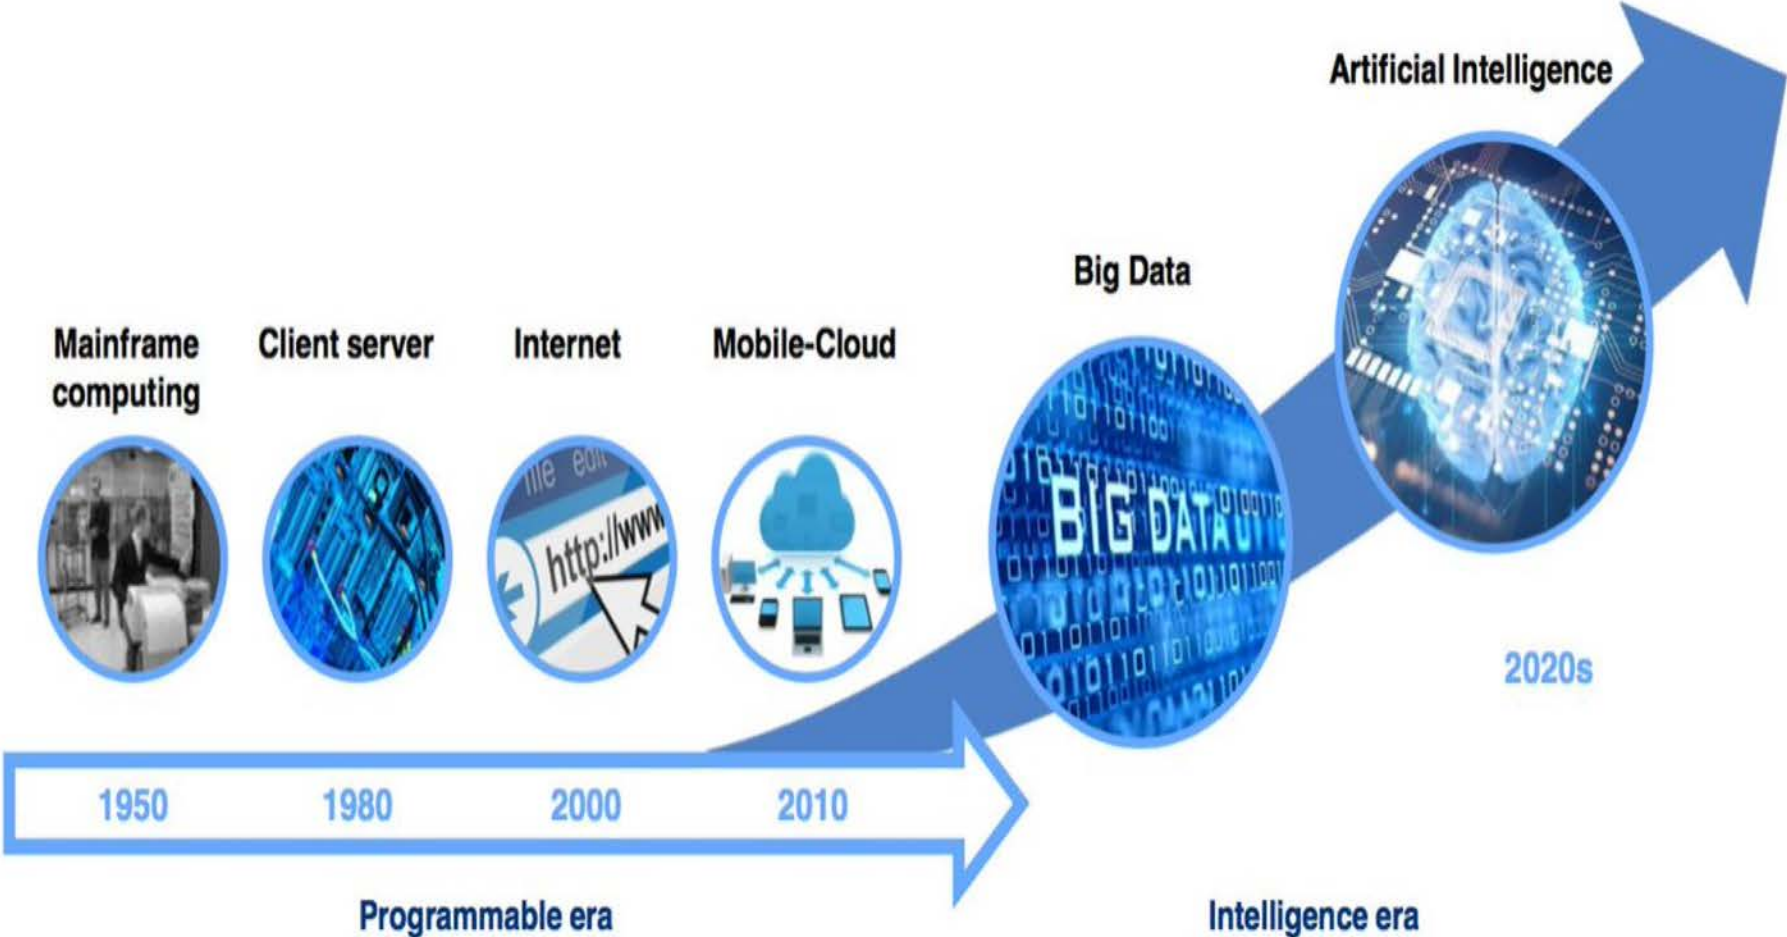 Artificial Intelligence
Big Data
Mainframe
computing
Client server
Internet
Mobile-Cloud
file edit
http://www
BIG DATA
2020s
1950
1980
2000
2010
Programmable era
Intelligence era